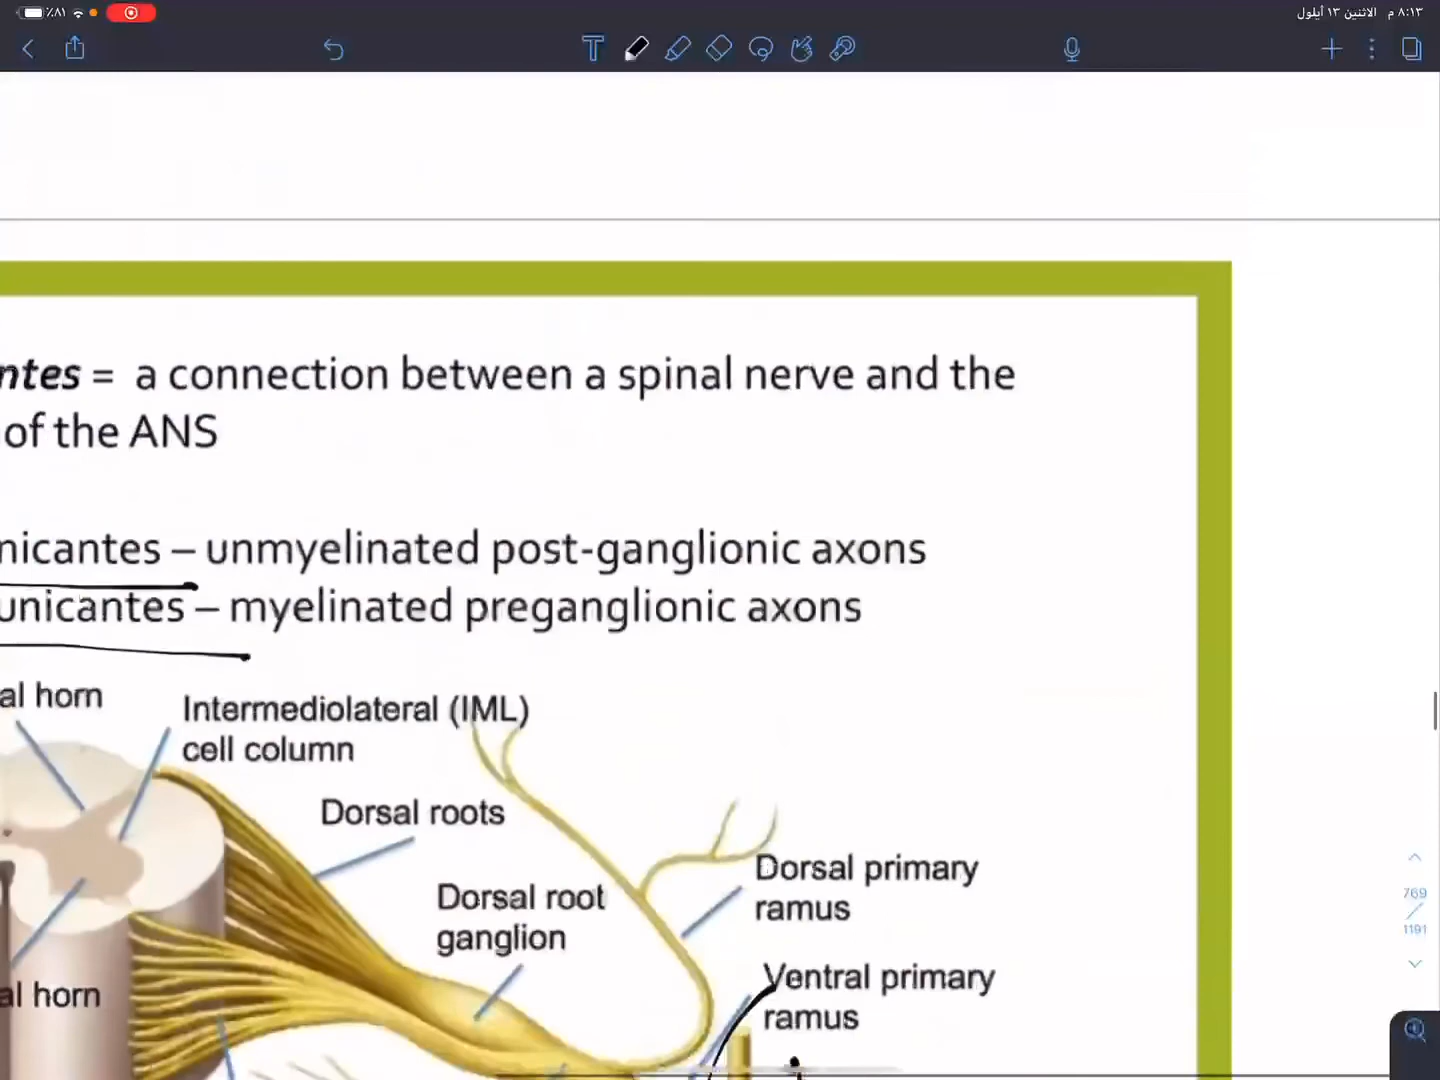 ٪٨١
٨:١٣ م الاثنين ١٣ أيلول
ntes = a connection between a spinal nerve and the
of the ANS
nicantes – unmyelinated post-ganglionic axons
unicantes – myelinated preganglionic axons
al horn
Intermediolateral (IML)
cell column
Dorsal roots
Dorsal root
ganglion
Dorsal primary
ramus
Ventral primary
ramus
al horn
769
/
1191